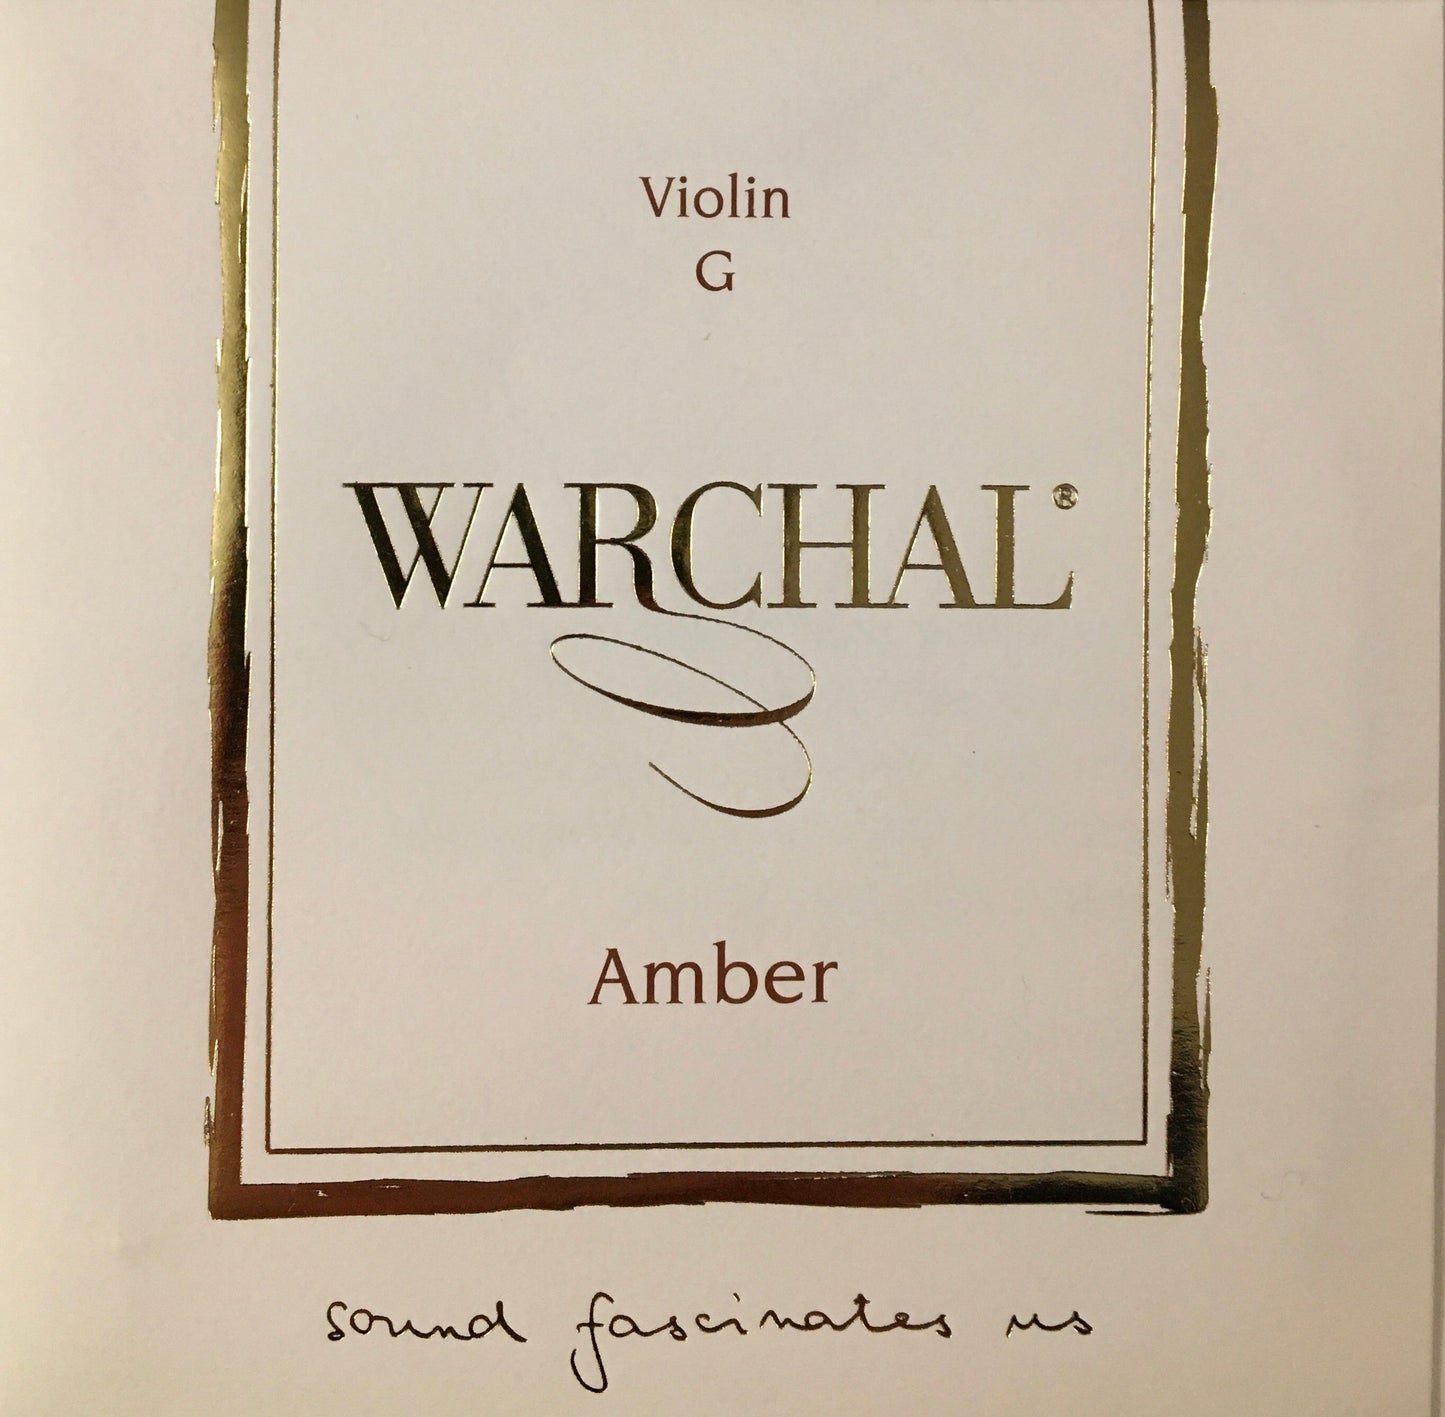 Violin
G
WARCHAL®
Amber
sound fascinates us